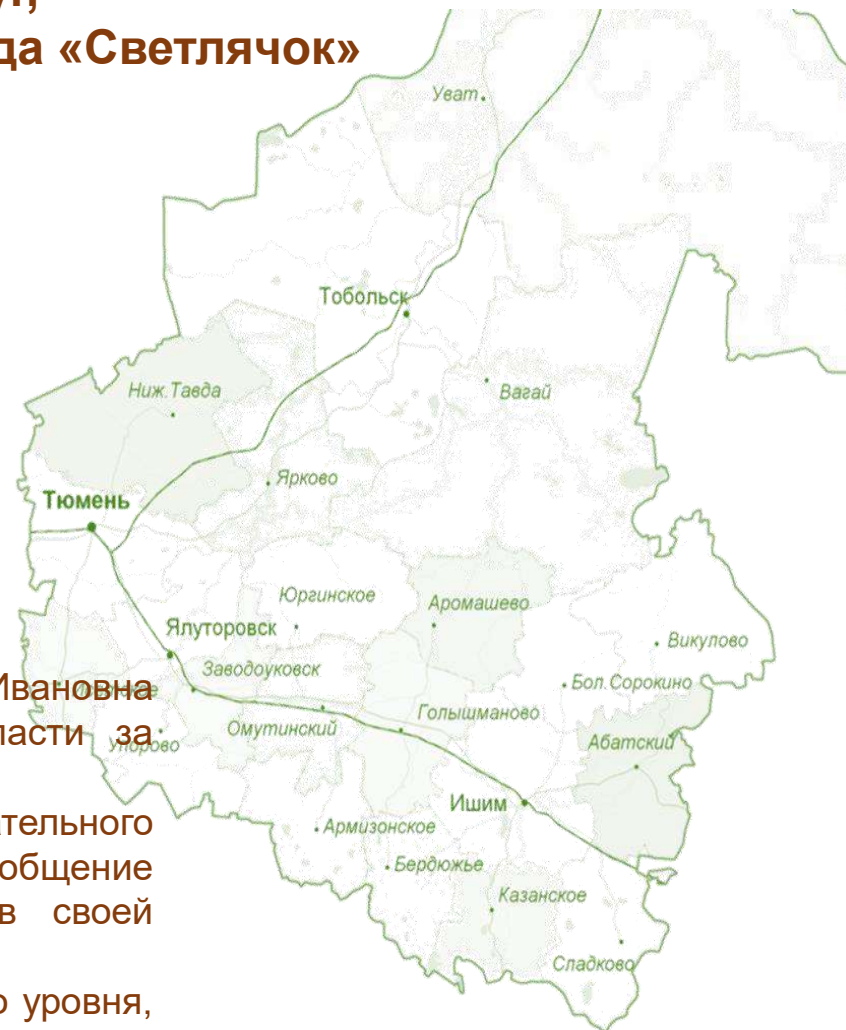 да «Светлячок»
Уват
Тобольск
Ниж.Тавда
Вагай
Ярково
Тюмень
Юргинское
Аромашево
Ялуторовск
Викулово
Заводоуковск
Бол.Сорокино
Ивановна
Омутинский
Голышманово
ласти за
Упорово
Абатский
Ишим
ательного
Армизонское
общение
Бердюжье
в своей
Казанское
Сладково
о уровня,